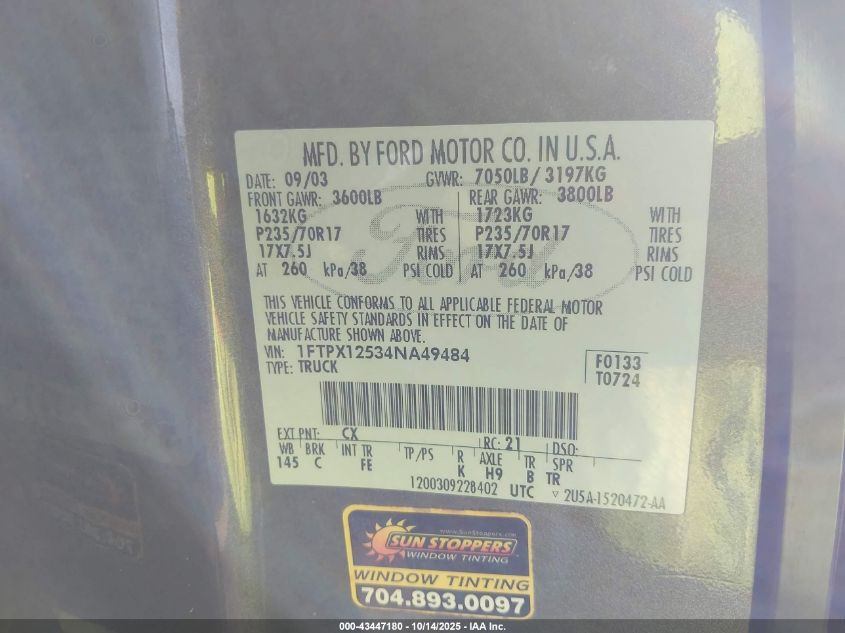 MFD. BY FORD MOTOR CO. IN U.S.A.
DATE: 09/03 GVWR: 7050LB/ 3197KG
FRONT GAWR: 3600LB REAR GAWR: 3800LB
1632KG WITH 1723KG WITH
P235/70R17 TIRES P235/70R17 TIRES
17X7.5J RIMS 17X7.5J RIMS
AT 260 kPa/38 PSI COLD AT 260 kPa/38 PSI COLD
Ford
THIS VEHICLE CONFORMS TO ALL APPLICABLE FEDERAL MOTOR
VEHICLE SAFETY STANDARDS IN EFFECT ON THE DATE OF
MANUFACTURE SHOWN ABOVE.
VIN: 1FTPX12534NA49484
TYPE: TRUCK
F0133
T0724
EXT PNT: CX RC: 21 DSO:
WB BRK INT TR TP/PS R AXLE TR SPR
145 C FE K H9 B TR
1200309228402 UTC ▽ 2U5A-1520472-AA
www.SunStoppers.com
SUN STOPPERS
WINDOW TINTING
WINDOW TINTING
704.893.0097
000-43447180 - 10/14/2025 - IAA Inc.